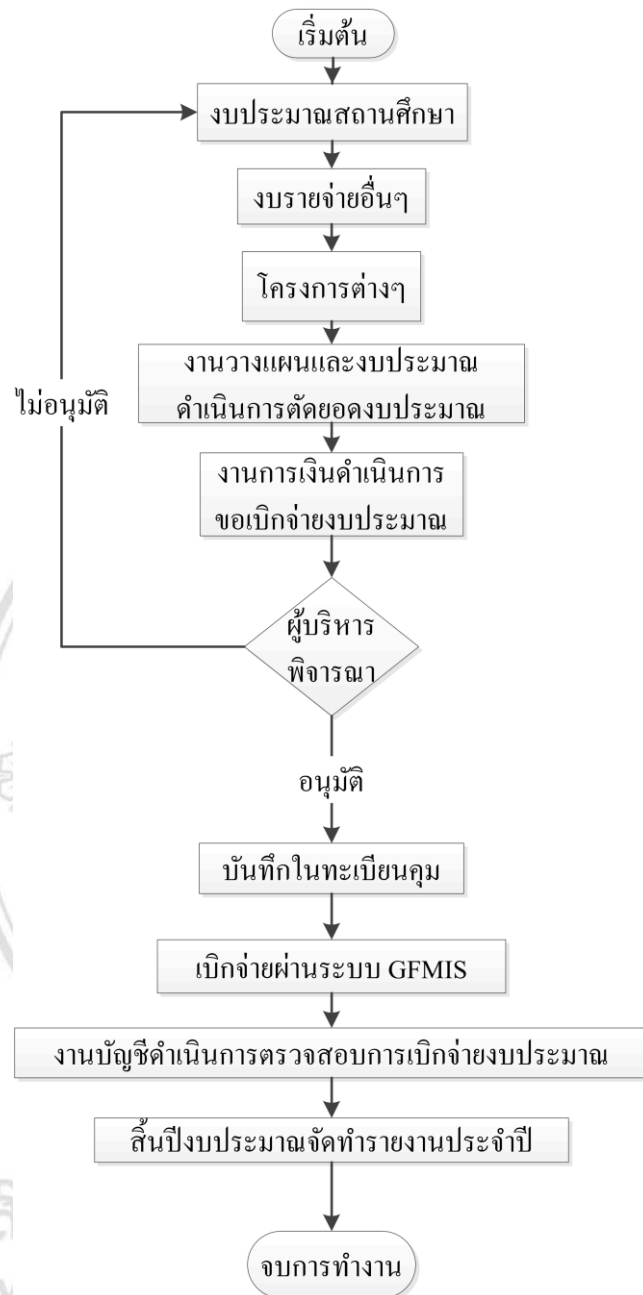 เริ่มต้น
งบประมาณสถานศึกษา
งบรายจ่ายอื่นๆ
โครงการต่างๆ
งานวางแผนและงบประมาณ
ดำเนินการตัดยอดงบประมาณ
ไม่อนุมัติ
งานการเงินดำเนินการ
ขอเบิกจ่ายงบประมาณ
ผู้บริหาร
พิจารณา
อนุมัติ
บันทึกในทะเบียนคุม
เบิกจ่ายผ่านระบบ GFMIS
งานบัญชีดำเนินการตรวจสอบการเบิกจ่ายงบประมาณ
สิ้นปีงบประมาณจัดทำรายงานประจำปี
จบการทำงาน